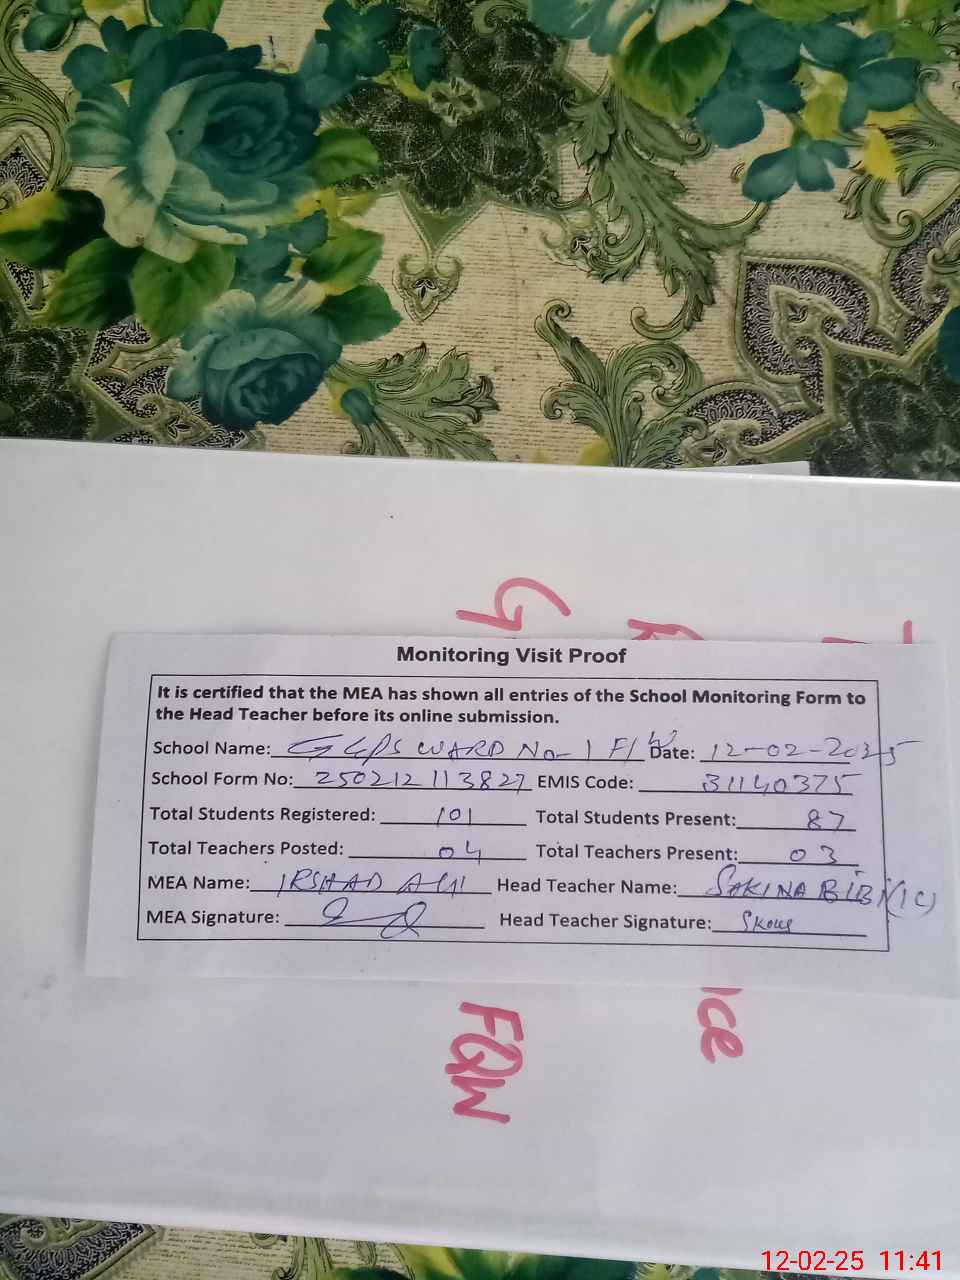 G
Monitoring Visit Proof
It is certified that the MEA has shown all entries of the School Monitoring Form to
the Head Teacher before its online submission.
School Name: WARD No-1 F/W Date: 12-02-2025
School Form No: 250212113827 EMIS Code: 31140375
Total Students Registered: 101 Total Students Present: 87
Total Teachers Posted: 04 Total Teachers Present: 03
MEA Name: IRSHAD ALI Head Teacher Name: SAKINA BIBI (IC)
MEA Signature: Head Teacher Signature:
ce
FQW
12-02-25 11:41